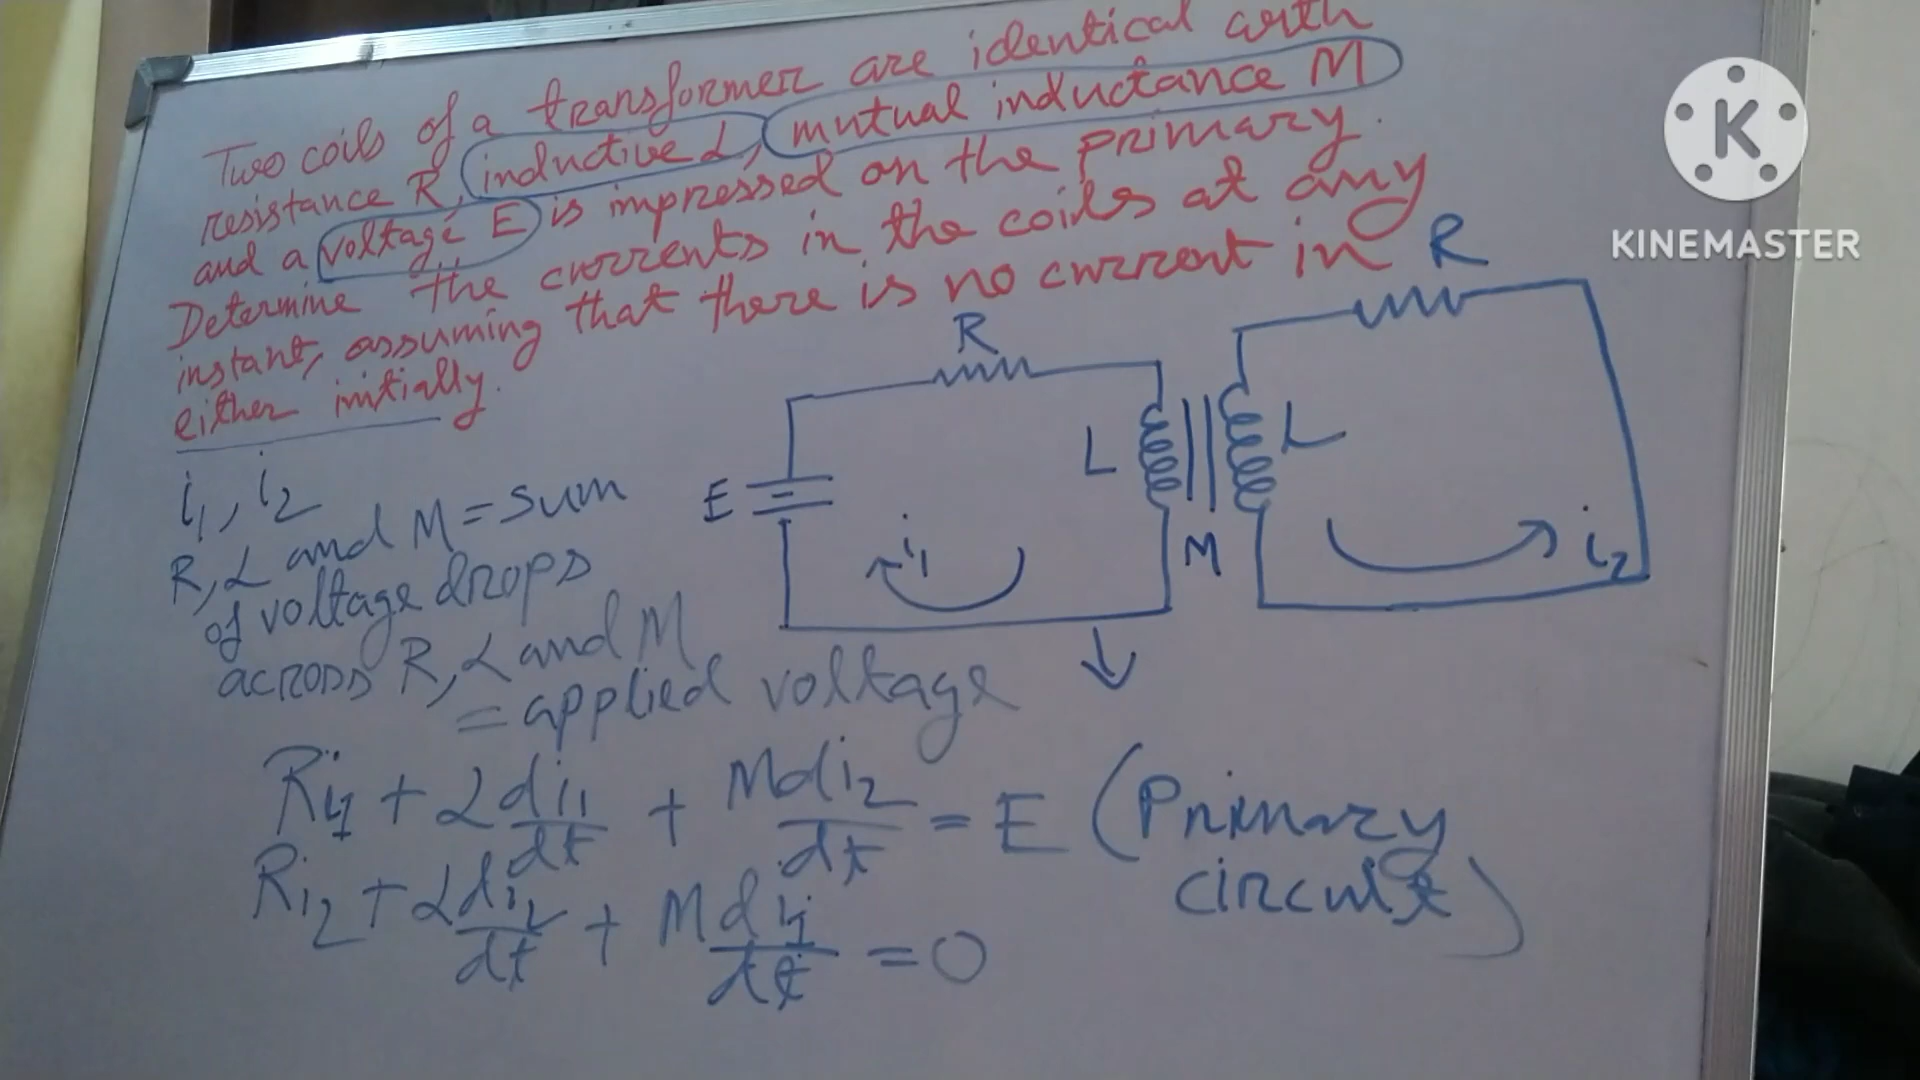 Two coils of a transformer are identical with
resistance R, inductive L, mutual inductance M
and a voltage E is impressed on the primary.
Determine the currents in the coils at any
instant, assuming that there is no current in
either initially.
i1, i2
R, L and M = sum
of voltage drops
across R, L and M
= applied voltage
R
R
E
L
L
i1
M
i2
Ri1 + L di1/dt + M di2/dt = E (Primary
circuit)
Ri2 + L di2/dt + M di1/dt = 0
K
KINEMASTER